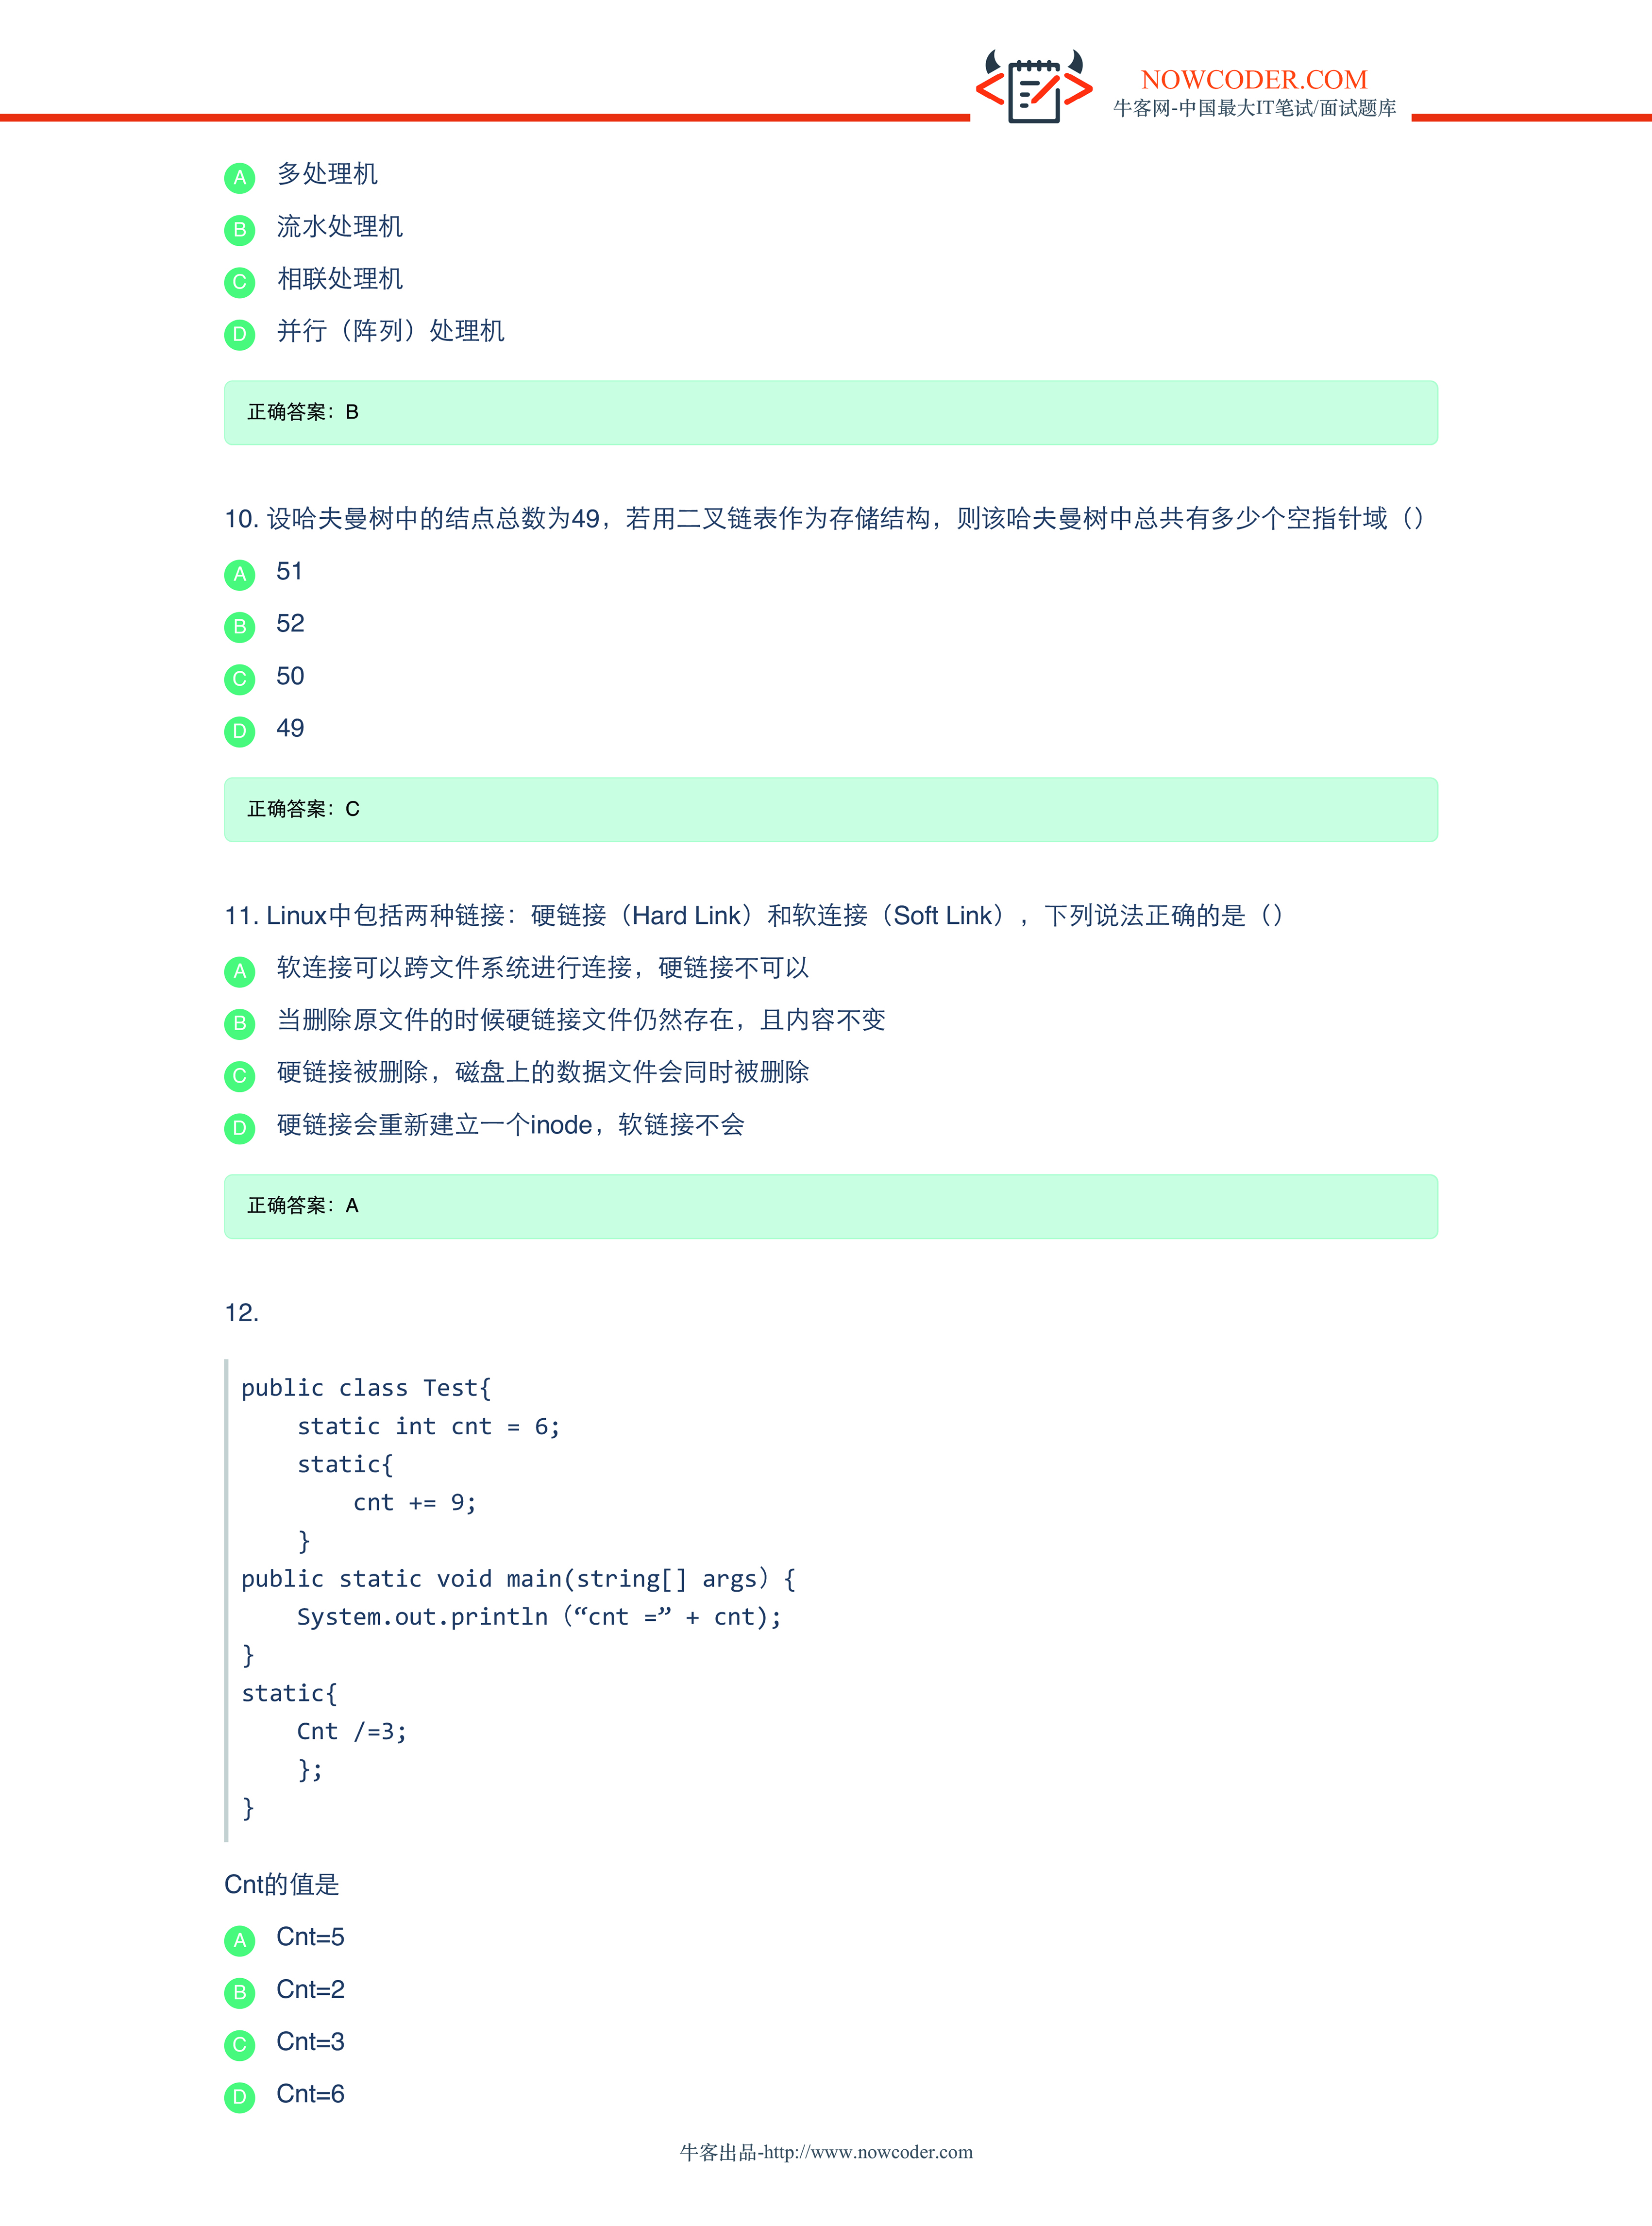 NOWCODER.COM
牛客网-中国最大IT笔试/面试题库
A 多处理机
B 流水处理机
C 相联处理机
D 并行（阵列）处理机
正确答案：B
10. 设哈夫曼树中的结点总数为49，若用二叉链表作为存储结构，则该哈夫曼树中总共有多少个空指针域（）
A 51
B 52
C 50
D 49
正确答案：C
11. Linux中包括两种链接：硬链接（Hard Link）和软连接（Soft Link），下列说法正确的是（）
A 软连接可以跨文件系统进行连接，硬链接不可以
B 当删除原文件的时候硬链接文件仍然存在，且内容不变
C 硬链接被删除，磁盘上的数据文件会同时被删除
D 硬链接会重新建立一个inode，软链接不会
正确答案：A
12.
public class Test{
    static int cnt = 6;
    static{
        cnt += 9;
    }
public static void main(string[] args）{
    System.out.println（“cnt =” + cnt);
}
static{
    Cnt /=3;
    };
}
Cnt的值是
A Cnt=5
B Cnt=2
C Cnt=3
D Cnt=6
牛客出品-http://www.nowcoder.com